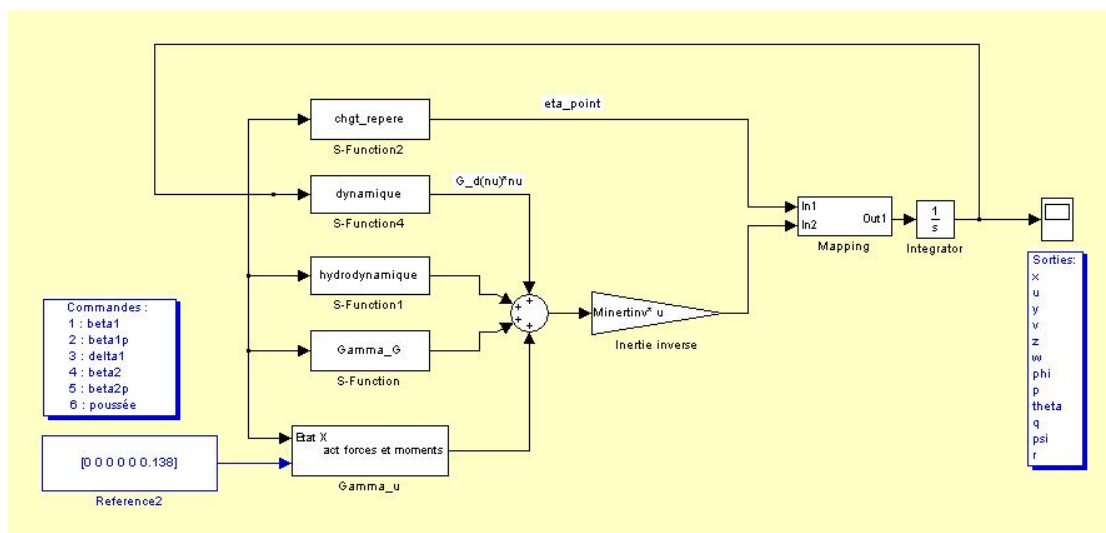 eta_point
chgt_repere
S-Function2
G_d(nu)*nu
dynamique
S-Function4
In1
In2
Out1
Mapping
1
s
Integrator
hydrodynamique
S-Function1
+
+
+
+
Minertinv* u
Inertie inverse
Gamma_G
S-Function
Commandes :
1 : beta1
2 : beta1p
3 : delta1
4 : beta2
5 : beta2p
6 : poussée
[0 0 0 0 0 0.138]
Reference2
Etat X
act forces et moments
Gamma_u
Sorties:
x
u
y
v
z
w
phi
p
theta
q
psi
r